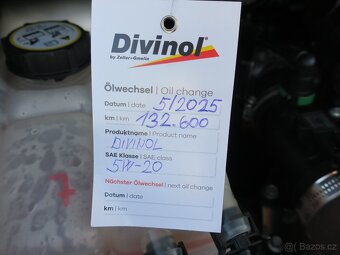 Divinol®
by Zeller+Gmelin
Ölwechsel | Oil change
Datum | date 5/2025
km | km 132.600
Produktname | Product name
DIVINOL
SAE Klasse | SAE class
5W-20
Nächster Ölwechsel | next oil change
Datum | date
km | km
Bazoš.cz